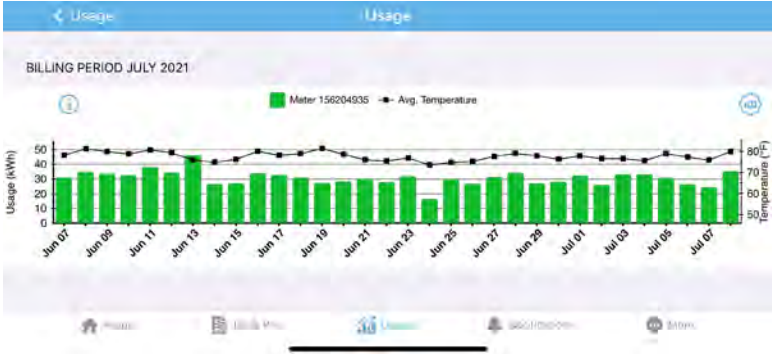 Usage
Usage
BILLING PERIOD JULY 2021
Meter 156204935 Avg. Temperature
Usage (kWh)
50
40
30
20
10
0
80
70
60
50
Temperature (°F)
Jun 07 Jun 09 Jun 11 Jun 13 Jun 15 Jun 17 Jun 19 Jun 21 Jun 23 Jun 25 Jun 27 Jun 29 Jul 01 Jul 03 Jul 05 Jul 07
Usage
More